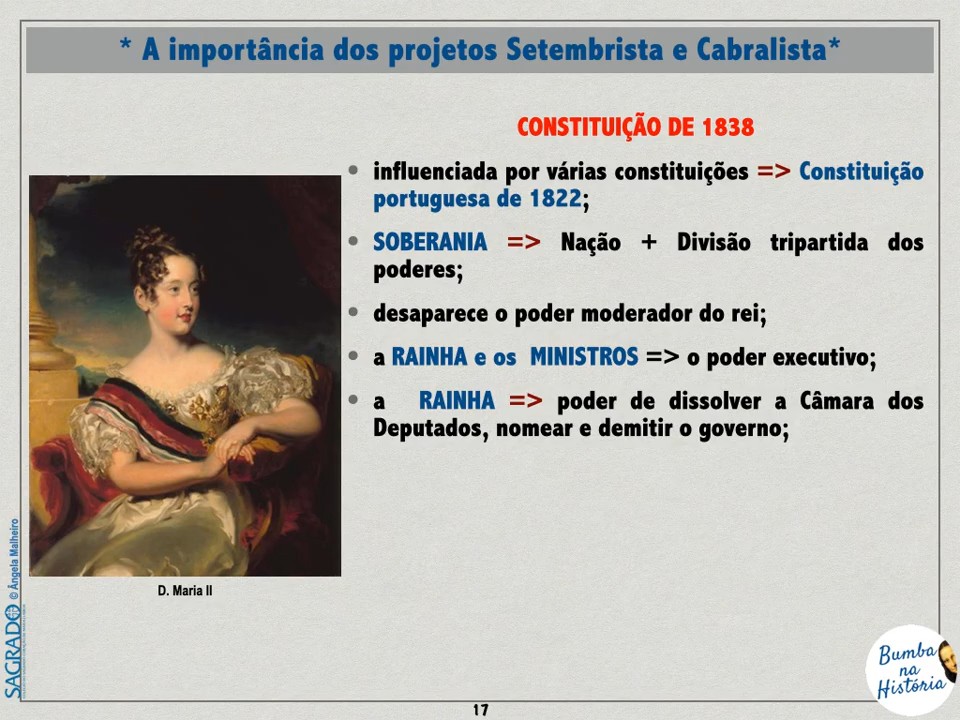 * A importância dos projetos Setembrista e Cabralista*
CONSTITUIÇÃO DE 1838
• influenciada por várias constituições => Constituição
portuguesa de 1822;
• SOBERANIA => Nação + Divisão tripartida dos
poderes;
• desaparece o poder moderador do rei;
• a RAINHA e os MINISTROS => o poder executivo;
• a RAINHA => poder de dissolver a Câmara dos
Deputados, nomear e demitir o governo;
D. Maria II
© Ângela Malheiro
SAGRADO
Bumba
na
História
17